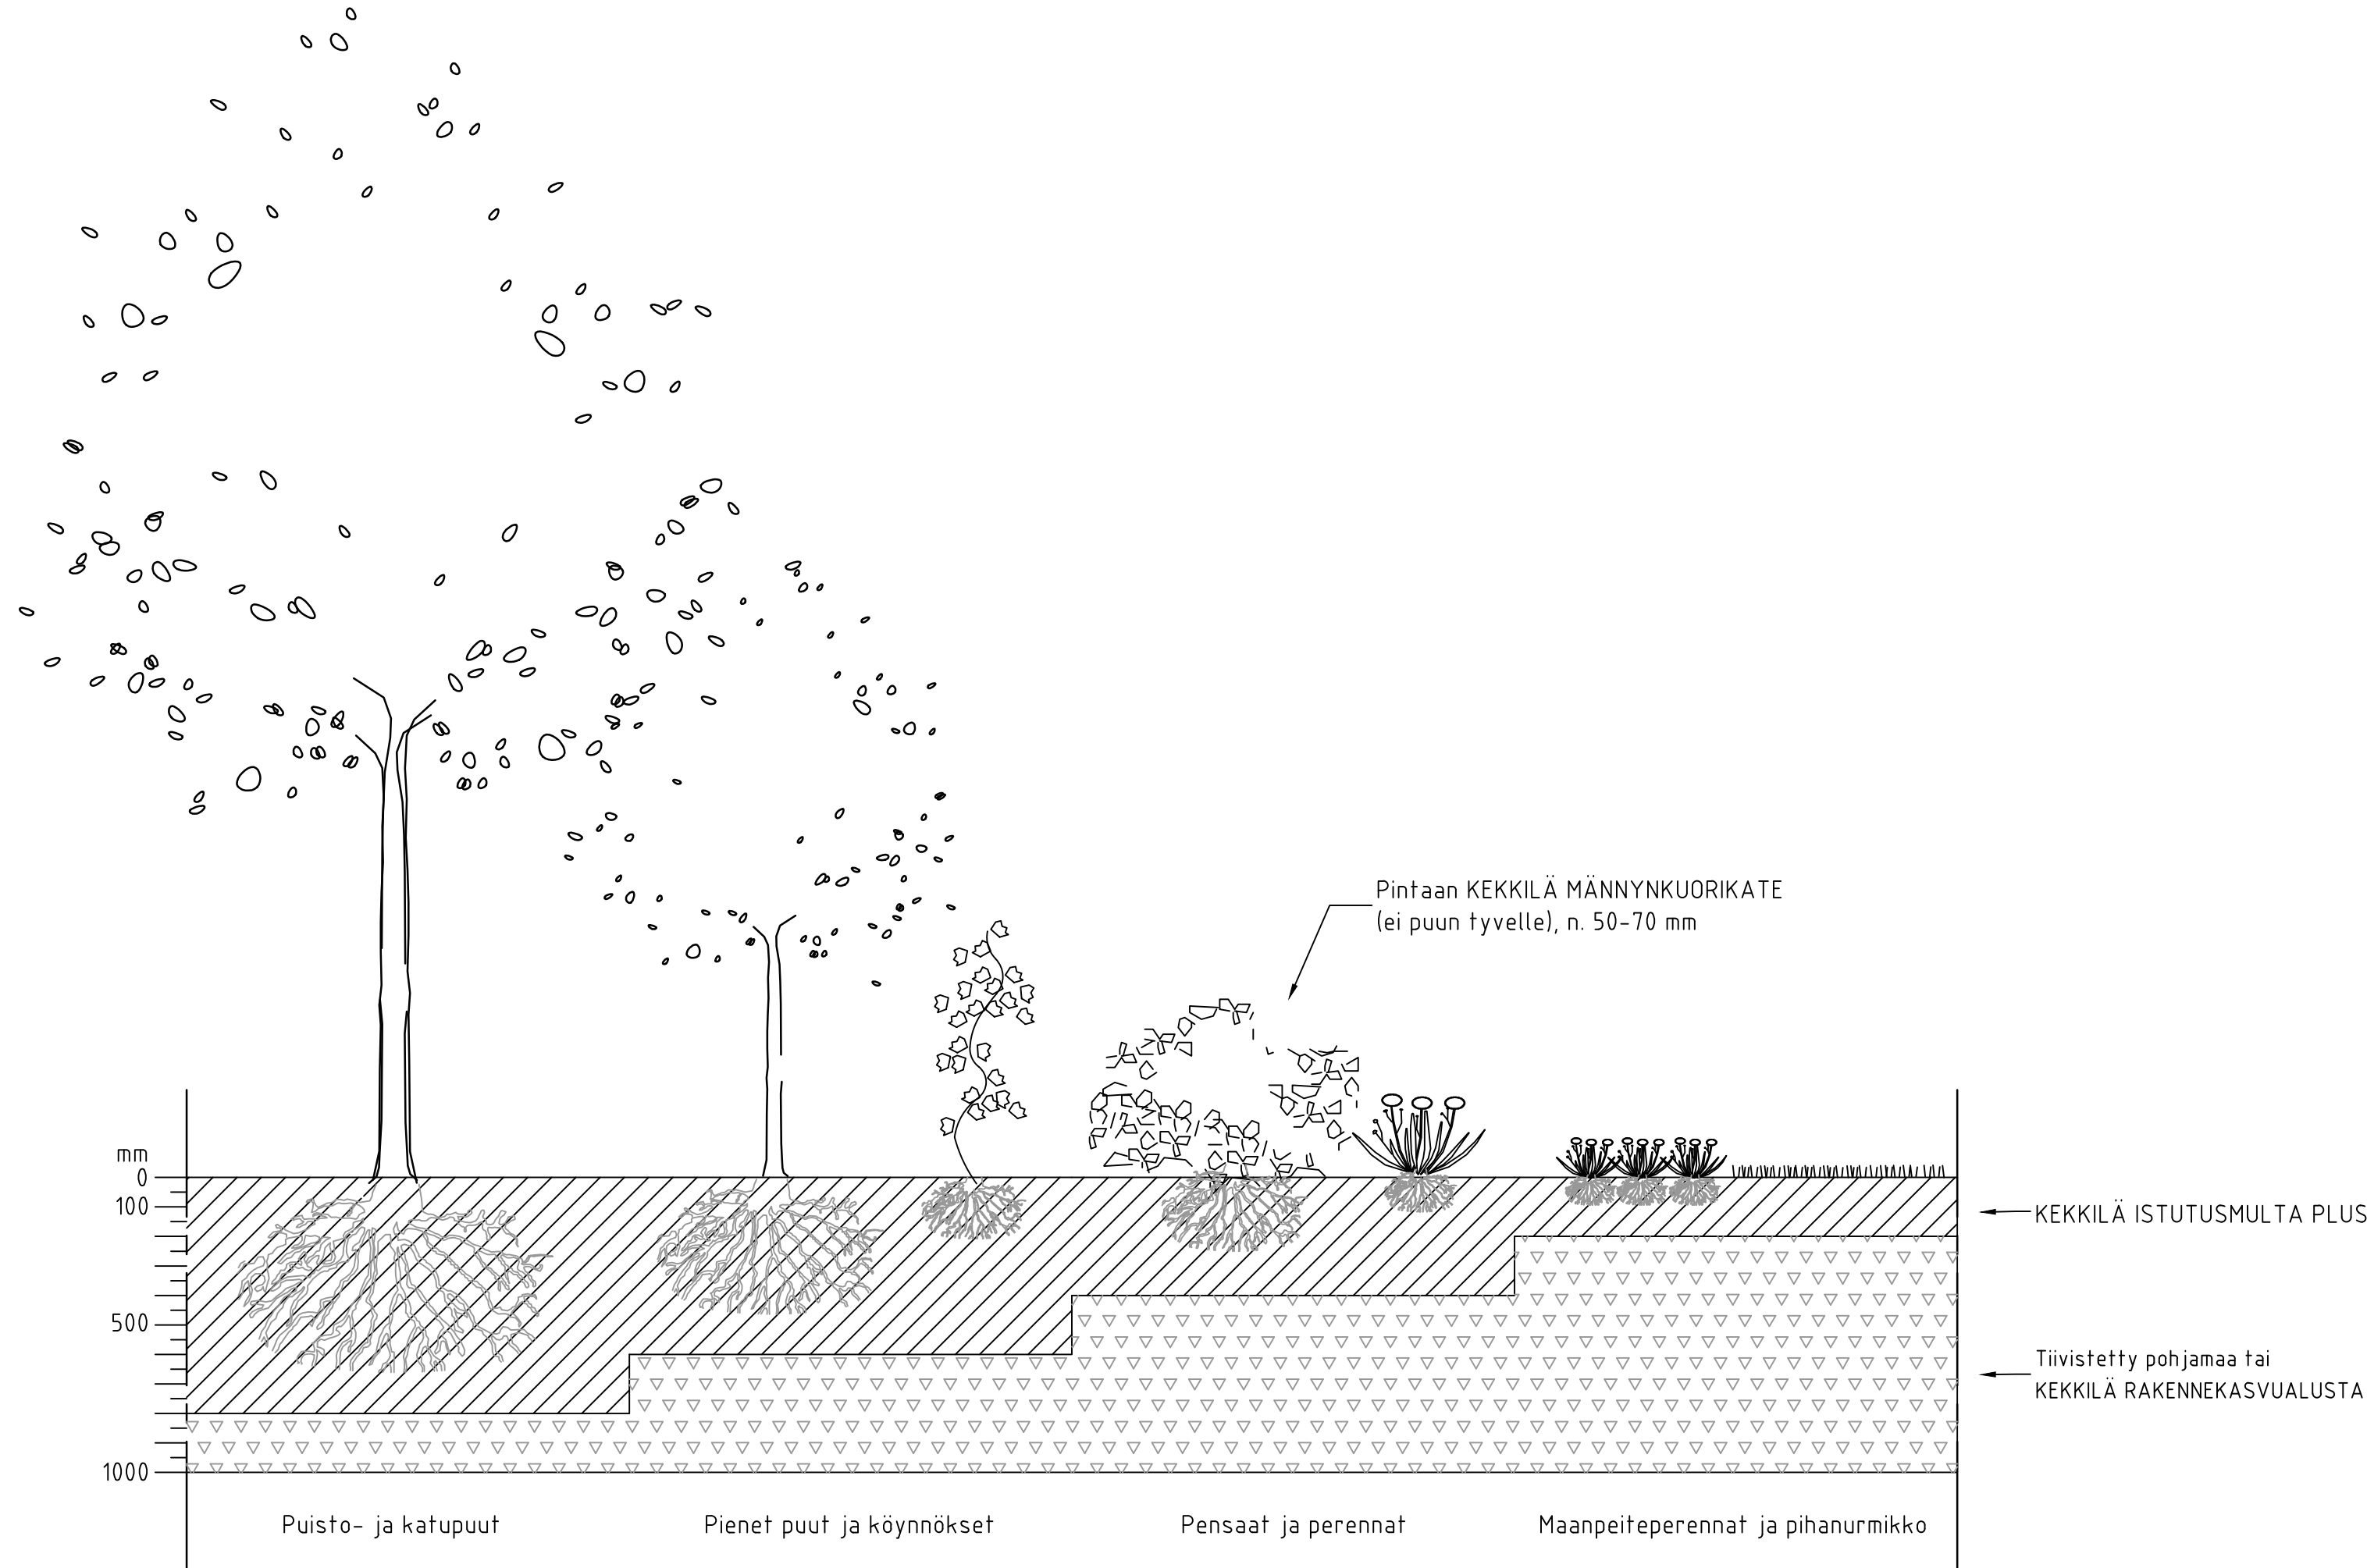 Pintaan KEKKILÄ MÄNNYNKUORIKATE
(ei puun tyvelle), n. 50-70 mm
mm
0
100
KEKKILÄ ISTUTUSMULTA PLUS
500
Tiivistetty pohjamaa tai
KEKKILÄ RAKENNEKASVUALUSTA
1000
Puisto- ja katupuut
Pienet puut ja köynnökset
Pensaat ja perennat
Maanpeiteperennat ja pihanurmikko